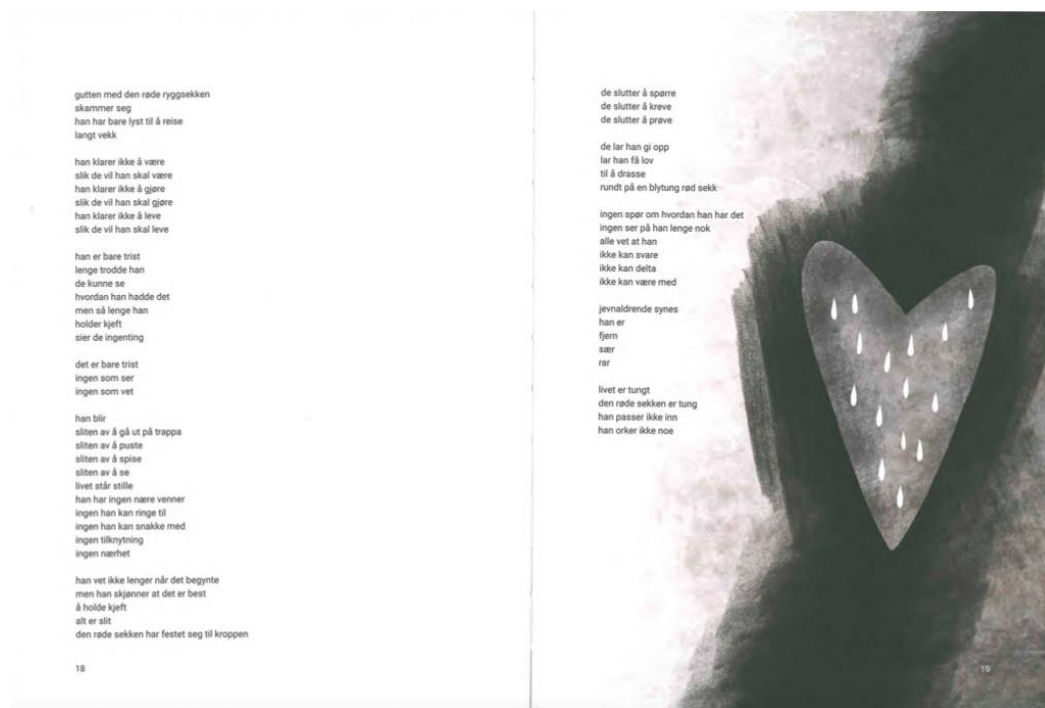 gutten med den røde ryggsekken
skammer seg
han har bare lyst til å reise
langt vekk
han klarer ikke å være
slik de vil han skal være
han klarer ikke å gjøre
slik de vil han skal gjøre
han klarer ikke å leve
slik de vil han skal leve
han er bare trist
lenge trodde han
de kunne se
hvordan han hadde det
men så lenge han
holder kjeft
sier de ingenting
det er bare trist
ingen som ser
ingen som vet
han blir
sliten av å gå ut på trappa
sliten av å puste
sliten av å spise
sliten av å se
livet står stille
han har ingen nære venner
ingen han kan ringe til
ingen han kan snakke med
ingen tilknytning
ingen nærhet
han vet ikke lenger når det begynte
men han skjønner at det er best
å holde kjeft
alt er slit
den røde sekken har festet seg til kroppen
18
de slutter å spørre
de slutter å kreve
de slutter å prøve
de lar han gi opp
lar han få lov
til å drasse
rundt på en blytung rød sekk
ingen spør om hvordan han har det
ingen ser på han lenge nok
alle vet at han
ikke kan svare
ikke kan delta
ikke kan være med
jevnaldrende synes
han er
fjern
sær
rar
livet er tungt
den røde sekken er tung
han passer ikke inn
han orker ikke noe
19